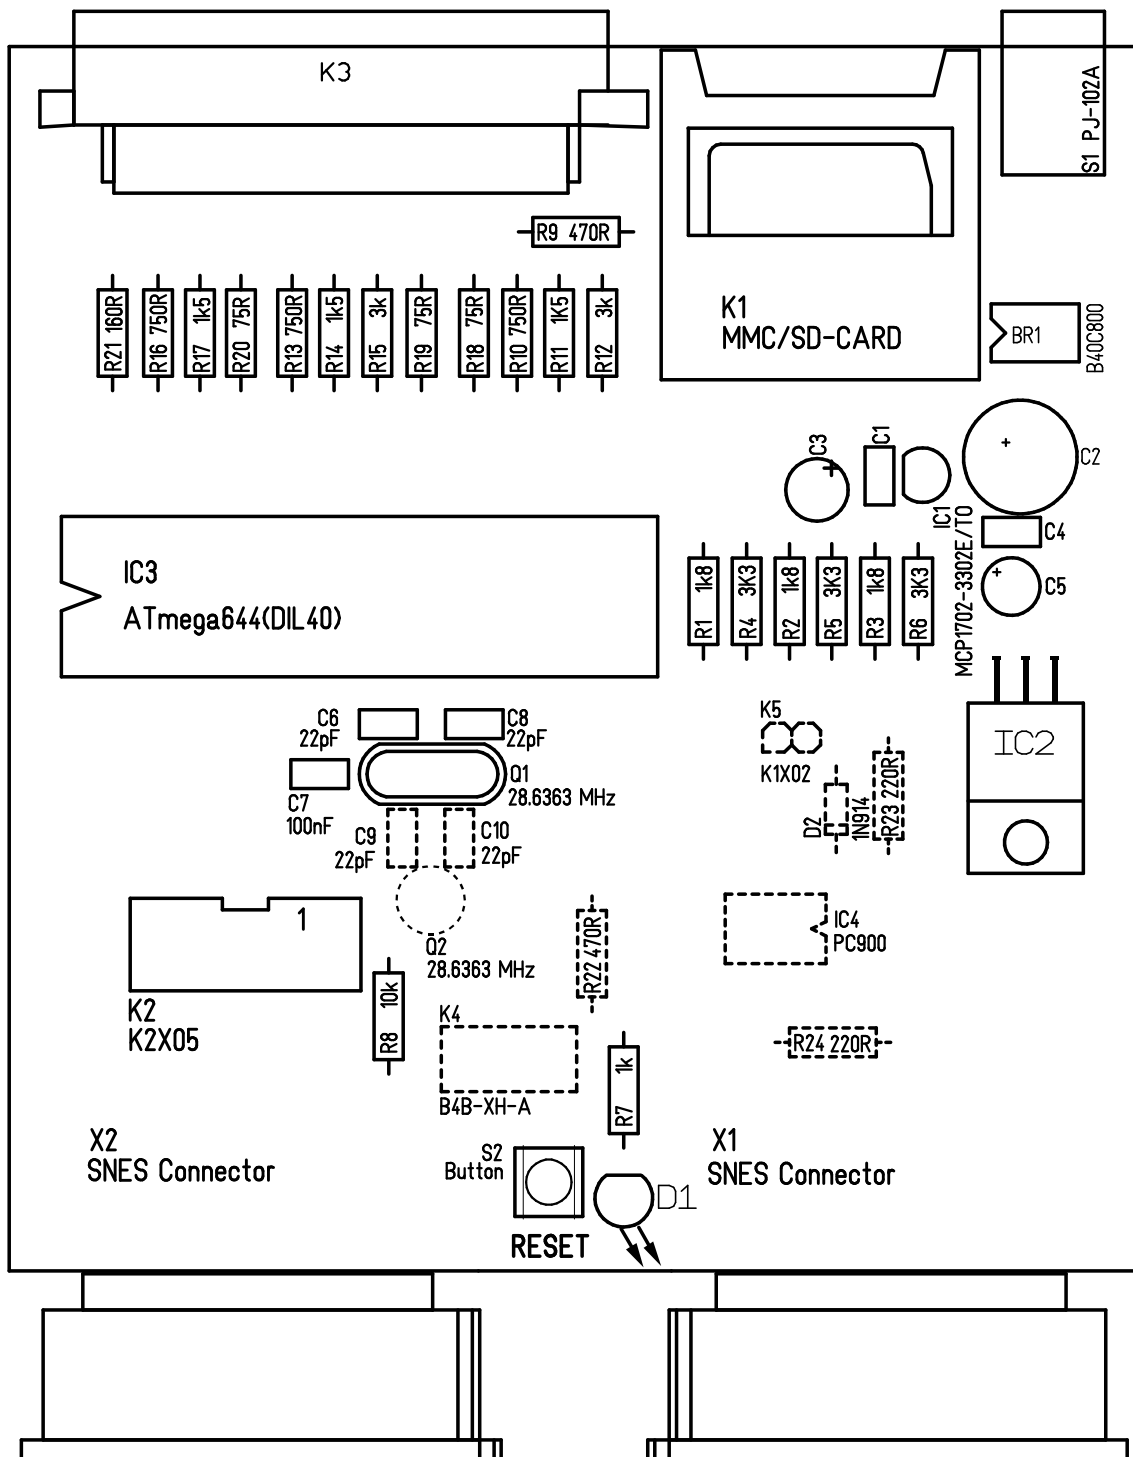 K3
S1 PJ-102A
R9 470R
R21 160R
R16 750R
R17 1k5
R20 75R
R13 750R
R14 1k5
R15 3k
R19 75R
R18 75R
R10 750R
R11 1K5
R12 3k
K1
MMC/SD-CARD
BR1
B40C800
C3
C1
C2
IC1
MCP1702-3302E/TO
C4
C5
IC3
ATmega644(DIL40)
R1 1k8
R4 3K3
R2 1k8
R5 3K3
R3 1k8
R6 3K3
C6
22pF
C8
22pF
K5
K1X02
IC2
Q1
28.6363 MHz
C7
100nF
C9
22pF
C10
22pF
D2
1N914
R23 220R
1
Q2
28.6363 MHz
R22 470R
IC4
PC900
K2
K2X05
R8 10k
K4
B4B-XH-A
R7 1k
R24 220R
X2
SNES Connector
S2
Button
X1
SNES Connector
D1
RESET